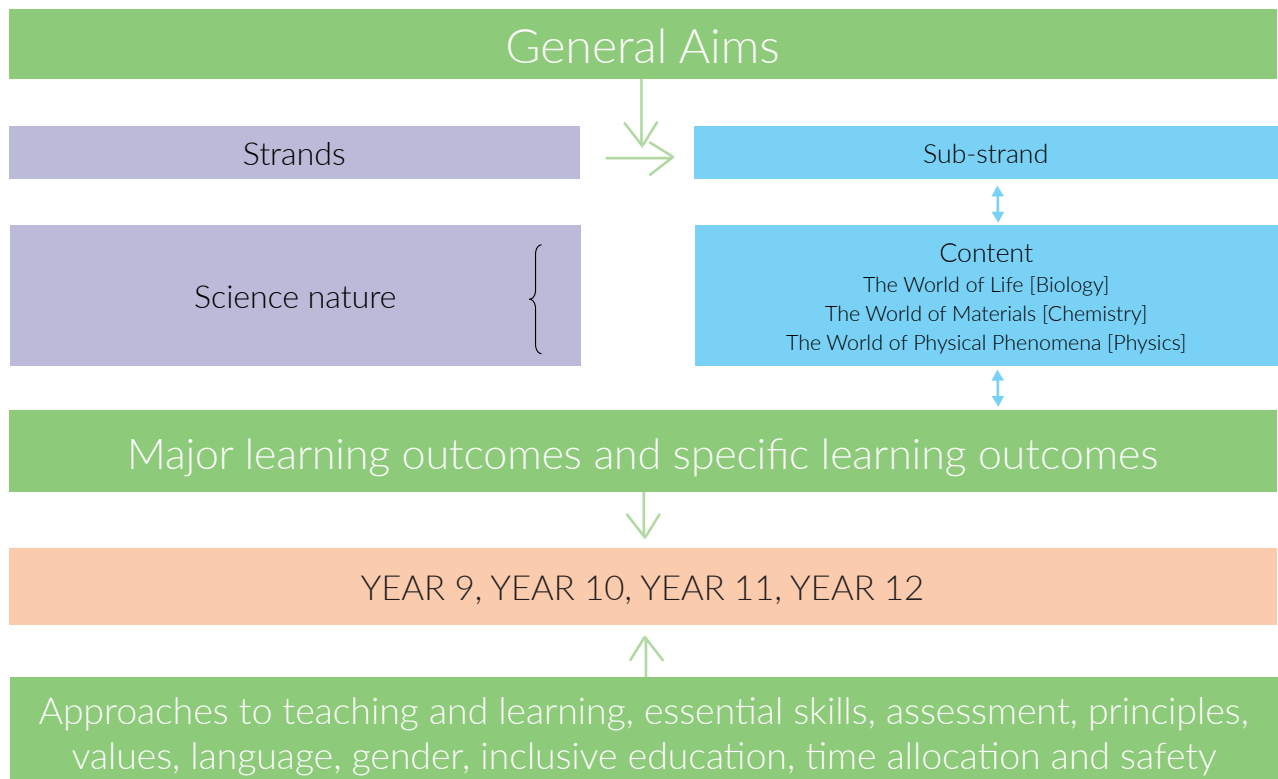 General Aims
Strands
Sub-strand
Science nature
Content
The World of Life [Biology]
The World of Materials [Chemistry]
The World of Physical Phenomena [Physics]
Major learning outcomes and specific learning outcomes
YEAR 9, YEAR 10, YEAR 11, YEAR 12
Approaches to teaching and learning, essential skills, assessment, principles,
values, language, gender, inclusive education, time allocation and safety